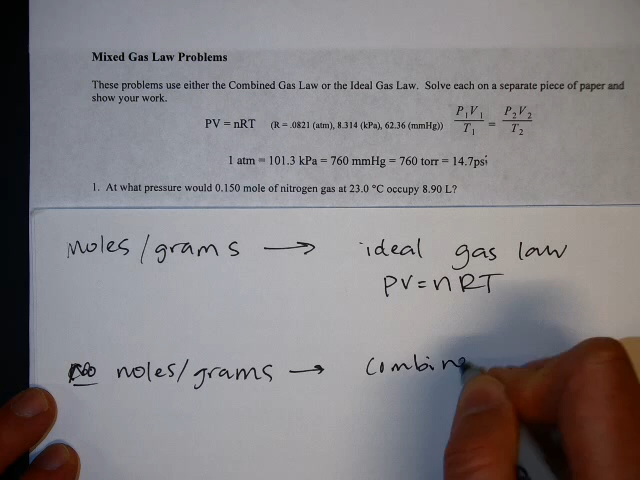 Mixed Gas Law Problems
These problems use either the Combined Gas Law or the Ideal Gas Law. Solve each on a separate piece of paper and
show your work.
PV = nRT (R = .0821 (atm), 8.314 (kPa), 62.36 (mmHg)) P₁V₁/T₁ = P₂V₂/T₂
1 atm = 101.3 kPa = 760 mmHg = 760 torr = 14.7psi
1. At what pressure would 0.150 mole of nitrogen gas at 23.0 °C occupy 8.90 L?
Moles/grams → ideal gas law
PV=nRT
no moles/grams → combine